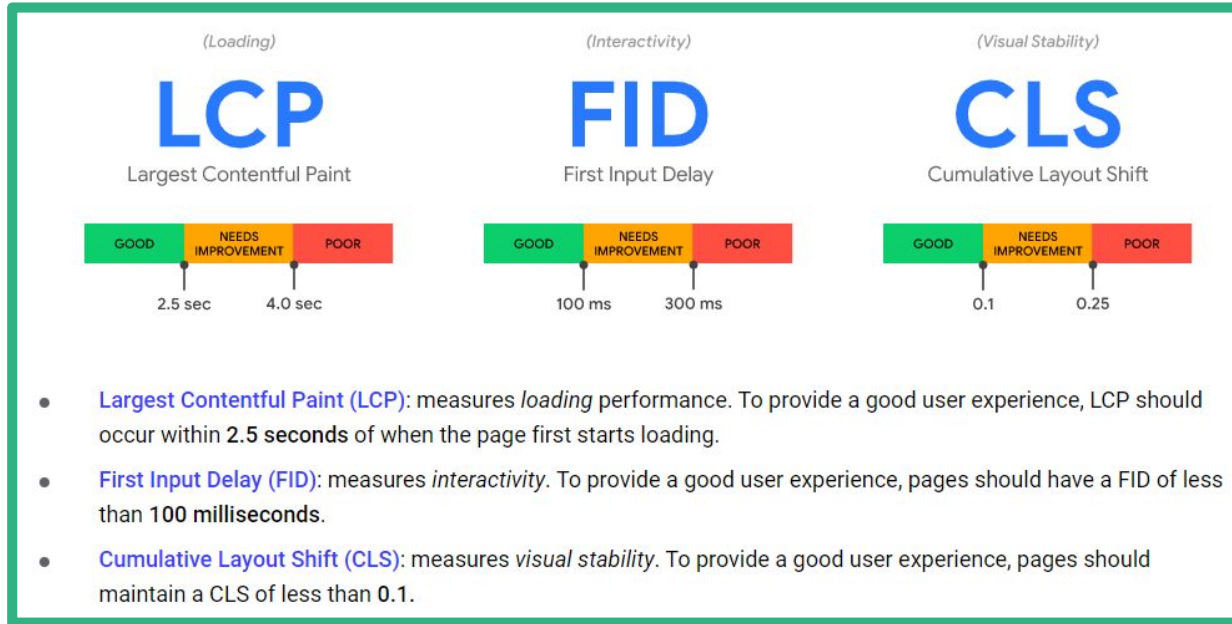 (Loading)
LCP
Largest Contentful Paint
GOOD
NEEDS
IMPROVEMENT
POOR
2.5 sec
4.0 sec
(Interactivity)
FID
First Input Delay
GOOD
NEEDS
IMPROVEMENT
POOR
100 ms
300 ms
(Visual Stability)
CLS
Cumulative Layout Shift
GOOD
NEEDS
IMPROVEMENT
POOR
0.1
0.25
Largest Contentful Paint (LCP): measures loading performance. To provide a good user experience, LCP should
occur within 2.5 seconds of when the page first starts loading.
First Input Delay (FID): measures interactivity. To provide a good user experience, pages should have a FID of less
than 100 milliseconds.
Cumulative Layout Shift (CLS): measures visual stability. To provide a good user experience, pages should
maintain a CLS of less than 0.1.